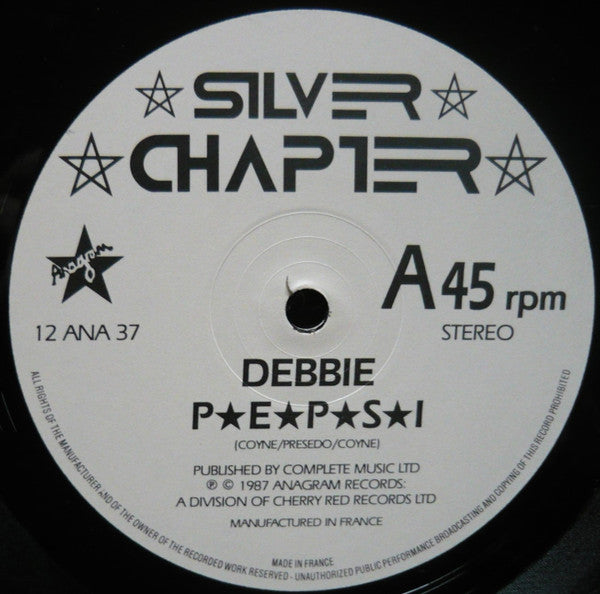 SILVER
CHAPTER
Anagram
12 ANA 37
A 45 rpm
STEREO
DEBBIE
P★E★P★S★I
(COYNE/PRESEDO/COYNE)
PUBLISHED BY COMPLETE MUSIC LTD
℗ © 1987 ANAGRAM RECORDS:
A DIVISION OF CHERRY RED RECORDS LTD
MANUFACTURED IN FRANCE
MADE IN FRANCE
ALL RIGHTS OF THE MANUFACTURER AND OF THE OWNER OF THE RECORDED WORK RESERVED - UNAUTHORIZED PUBLIC PERFORMANCE BROADCASTING AND COPYING OF THIS RECORD PROHIBITED